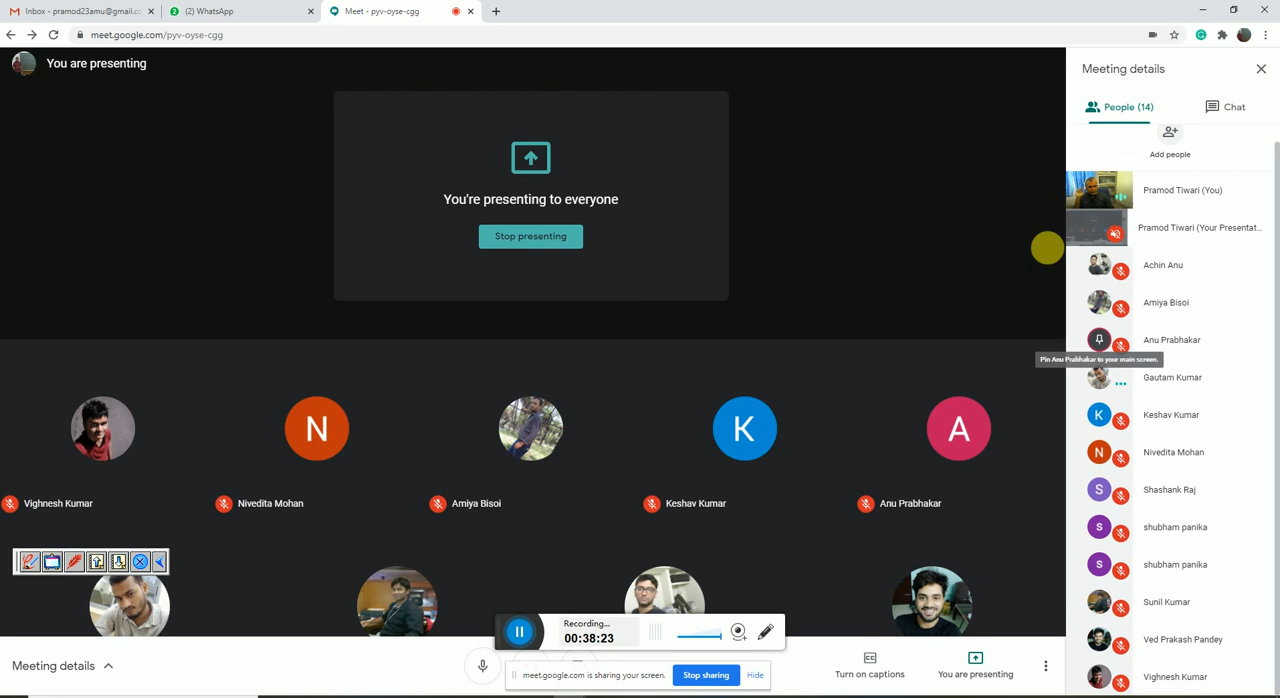 Inbox - pramod23amu@gmail.c
(2) WhatsApp
Meet - pyv-oyse-cgg
meet.google.com/pyv-oyse-cgg
You are presenting
You're presenting to everyone
Stop presenting
Vighnesh Kumar
N
Nivedita Mohan
Amiya Bisoi
K
Keshav Kumar
A
Anu Prabhakar
Recording...
00:38:23
Meeting details
meet.google.com is sharing your screen.
Stop sharing
Hide
Turn on captions
You are presenting
Meeting details
People (14)
Chat
Add people
Pramod Tiwari (You)
Pramod Tiwari (Your Presentat...
Achin Anu
Amiya Bisoi
Anu Prabhakar
Pin Anu Prabhakar to your main screen.
Gautam Kumar
K
Keshav Kumar
N
Nivedita Mohan
S
Shashank Raj
s
shubham panika
s
shubham panika
Sunil Kumar
Ved Prakash Pandey
Vighnesh Kumar